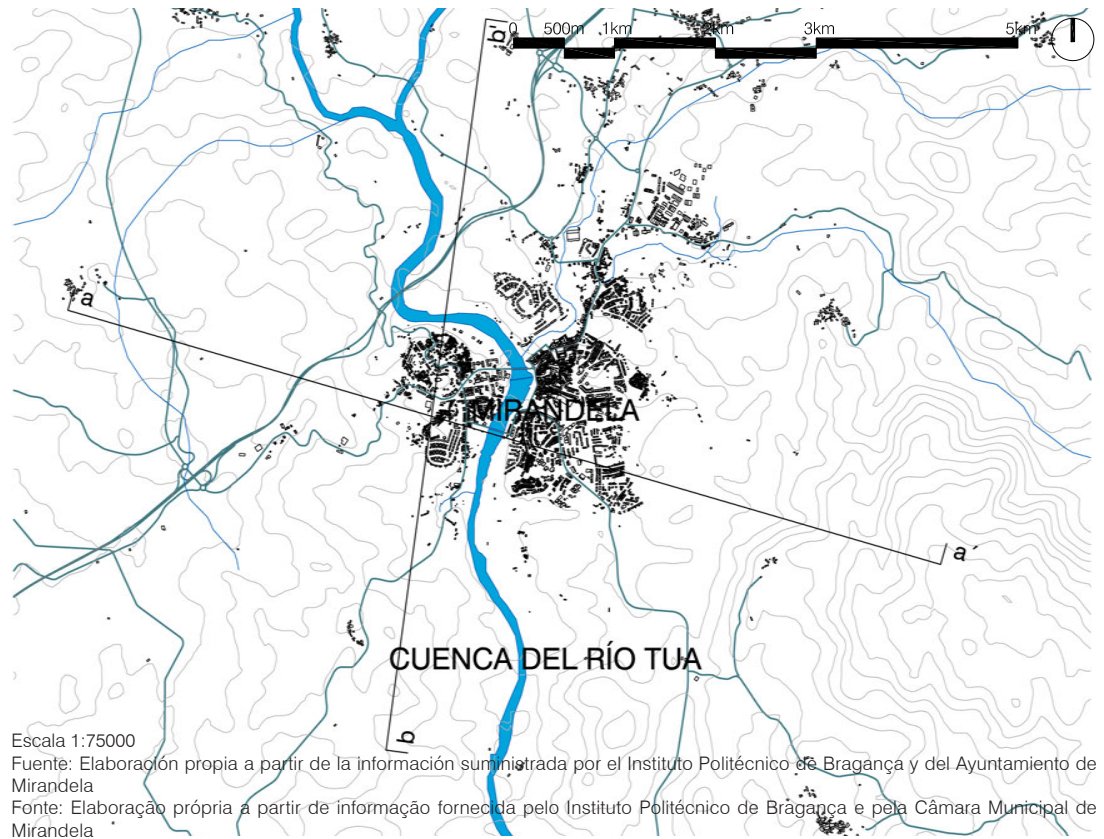 0 500m 1km 2km 3km 5km
b'
a
MIRANDELA
a´
CUENCA DEL RÍO TUA
b
Escala 1:75000
Fuente: Elaboración propia a partir de la información suministrada por el Instituto Politécnico de Bragança y del Ayuntamiento de
Mirandela
Fonte: Elaboração própria a partir de informação fornecida pelo Instituto Politécnico de Bragança e pela Câmara Municipal de
Mirandela